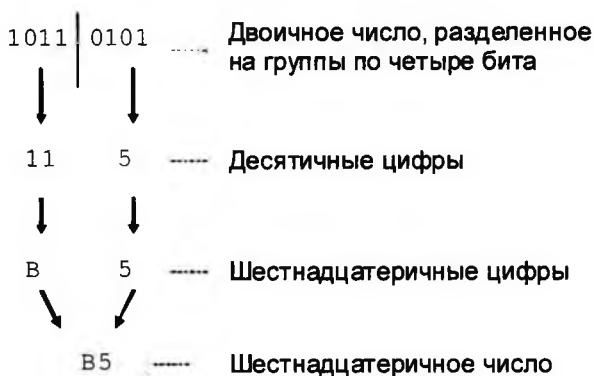 1011 0101 Двоичное число, разделенное
на группы по четыре бита
11 5 Десятичные цифры
B 5 Шестнадцатеричные цифры
B5 Шестнадцатеричное число